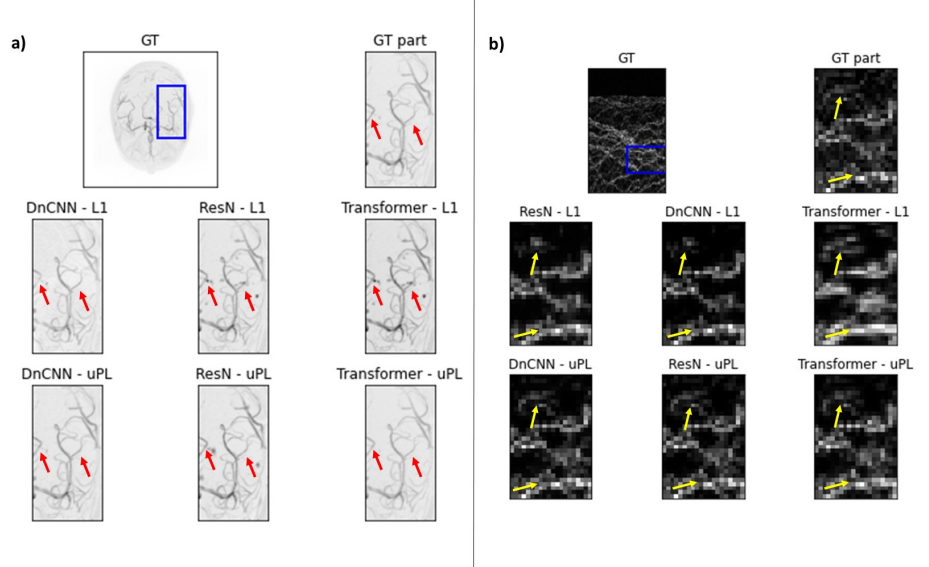 a)
GT
GT part
DnCNN - L1
ResN - L1
Transformer - L1
DnCNN - uPL
ResN - uPL
Transformer - uPL
b)
GT
GT part
ResN - L1
DnCNN - L1
Transformer - L1
DnCNN - uPL
ResN - uPL
Transformer - uPL